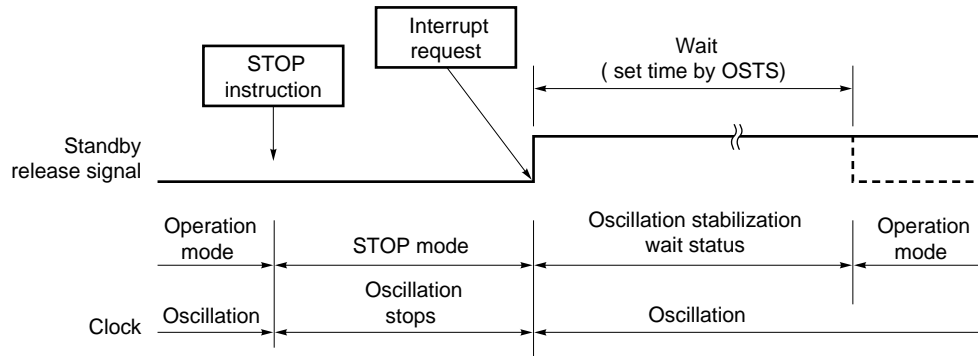 Interrupt
request
STOP
instruction
Wait
( set time by OSTS)
Standby
release signal
Operation
mode
STOP mode
Oscillation stabilization
wait status
Operation
mode
Clock
Oscillation
Oscillation
stops
Oscillation